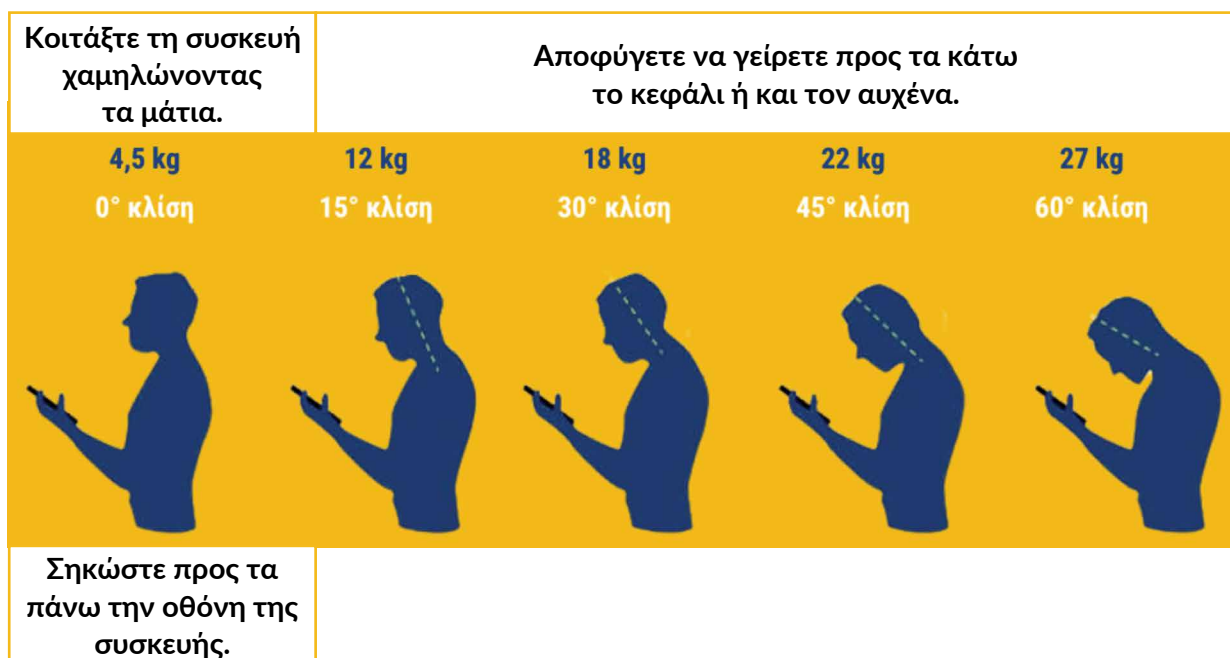 Κοιτάξτε τη συσκευή
χαμηλώνοντας
τα μάτια.
Αποφύγετε να γείρετε προς τα κάτω
το κεφάλι ή και τον αυχένα.
4,5 kg
0° κλίση
12 kg
15° κλίση
18 kg
30° κλίση
22 kg
45° κλίση
27 kg
60° κλίση
Σηκώστε προς τα
πάνω την οθόνη της
συσκευής.